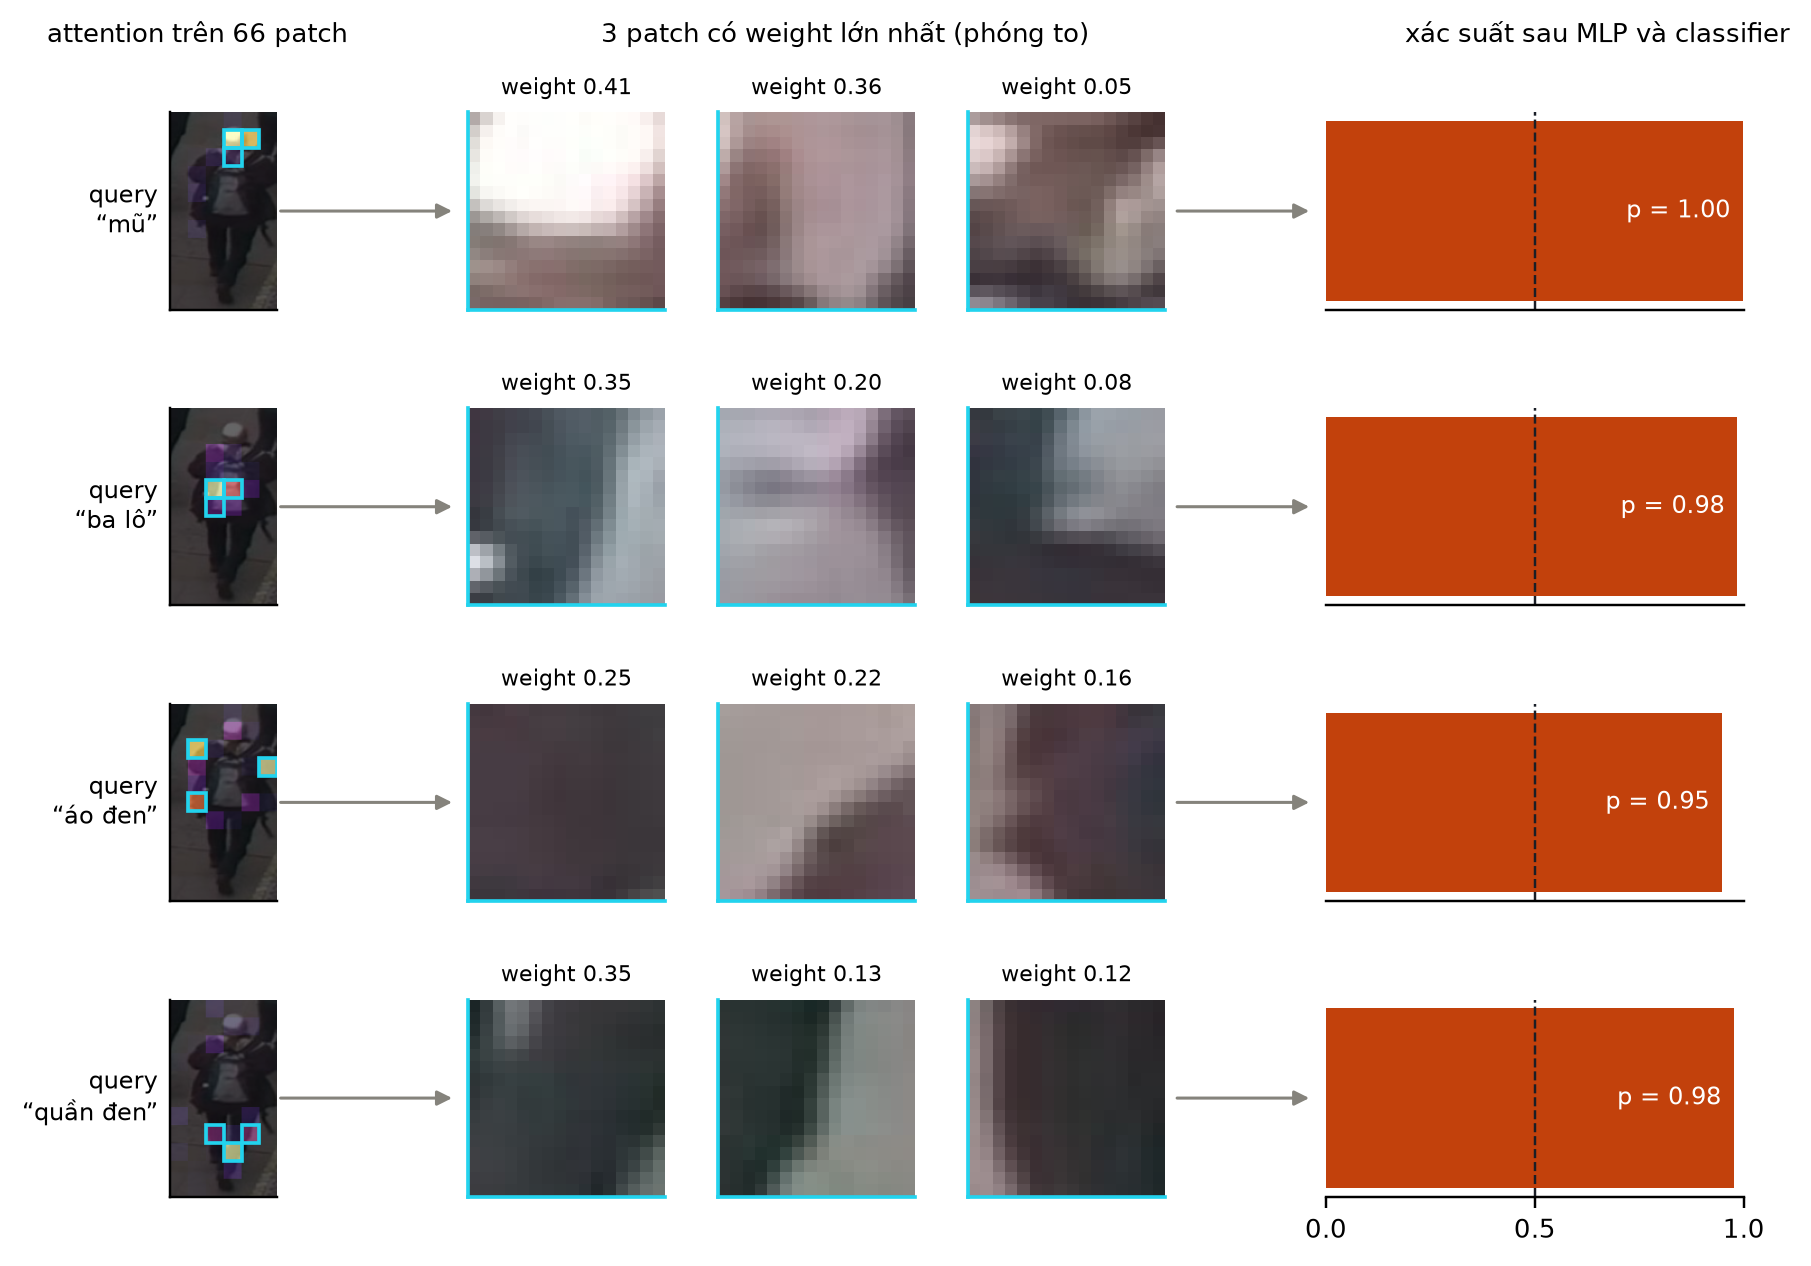 attention trên 66 patch
3 patch có weight lớn nhất (phóng to)
xác suất sau MLP và classifier
weight 0.41
weight 0.36
weight 0.05
query
“mũ”
p = 1.00
weight 0.35
weight 0.20
weight 0.08
query
“ba lô”
p = 0.98
weight 0.25
weight 0.22
weight 0.16
query
“áo đen”
p = 0.95
weight 0.35
weight 0.13
weight 0.12
query
“quần đen”
p = 0.98
0.0
0.5
1.0